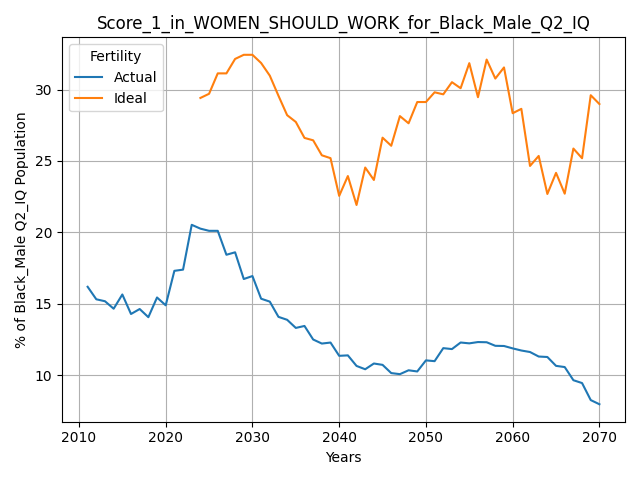 Score_1_in_WOMEN_SHOULD_WORK_for_Black_Male_Q2_IQ
Fertility
Actual
Ideal
% of Black_Male Q2_IQ Population
30
25
20
15
10
2010 2020 2030 2040 2050 2060 2070
Years